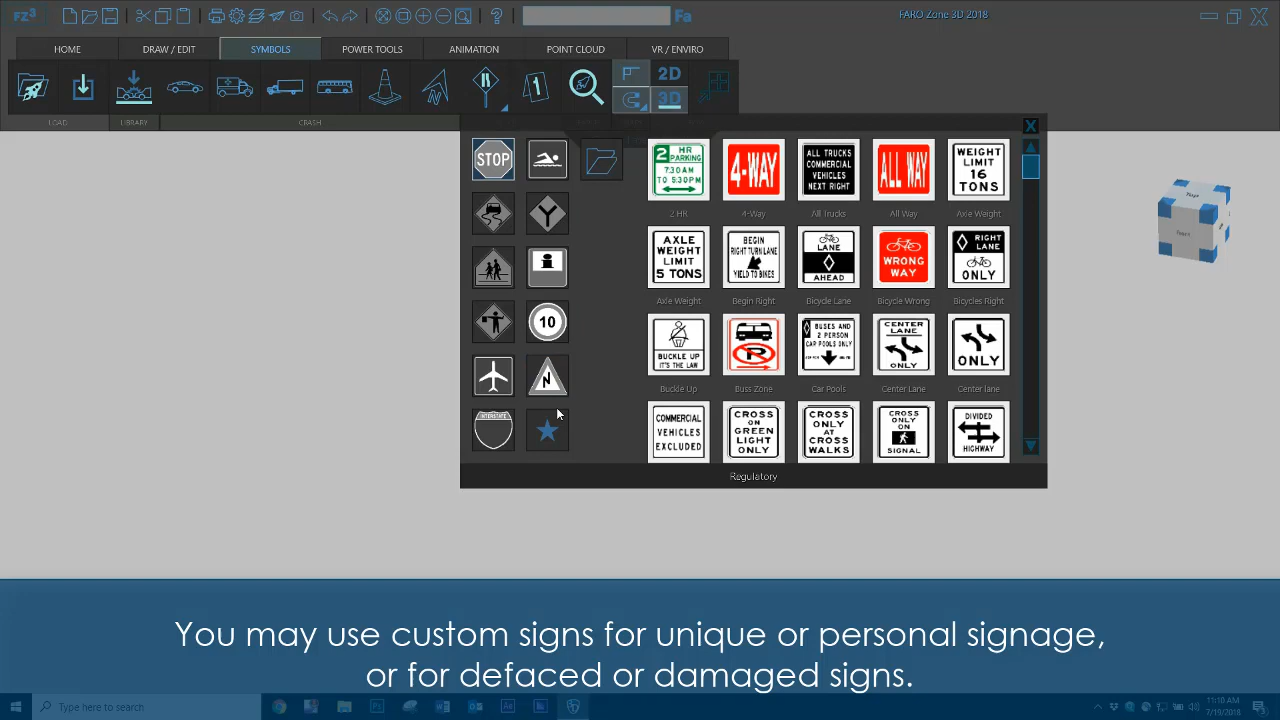 FZ3
Fa
FARO Zone 3D 2018
HOME
DRAW / EDIT
SYMBOLS
POWER TOOLS
ANIMATION
POINT CLOUD
VR / ENVIRO
1
2D
3D
LOAD
LIBRARY
CRASH
STOP
10
INTERSTATE
2 HR PARKING
7:30 AM
TO 5:30 PM
4-WAY
ALL TRUCKS
COMMERCIAL
VEHICLES
NEXT RIGHT
ALL WAY
WEIGHT
LIMIT
16
TONS
2 HR
4-Way
All Trucks
All Way
Axle Weight
AXLE
WEIGHT
LIMIT
5 TONS
BEGIN
RIGHT TURN LANE
YIELD TO BIKES
LANE
AHEAD
WRONG
WAY
RIGHT
LANE
ONLY
Axle Weight
Begin Right
Bicycle Lane
Bicycle Wrong
Bicycles Right
BUCKLE UP
IT'S THE LAW
P
BUSES AND
2 PERSON
CAR POOLS ONLY
CENTER
LANE
ONLY
ONLY
Buckle Up
Buss Zone
Car Pools
Center Lane
Center lane
COMMERCIAL
VEHICLES
EXCLUDED
CROSS
ON
GREEN
LIGHT
ONLY
CROSS
ONLY
AT
CROSS
WALKS
CROSS
ONLY
ON
SIGNAL
DIVIDED
HIGHWAY
Regulatory
You may use custom signs for unique or personal signage,
or for defaced or damaged signs.
Type here to search
11:10 AM
7/19/2018